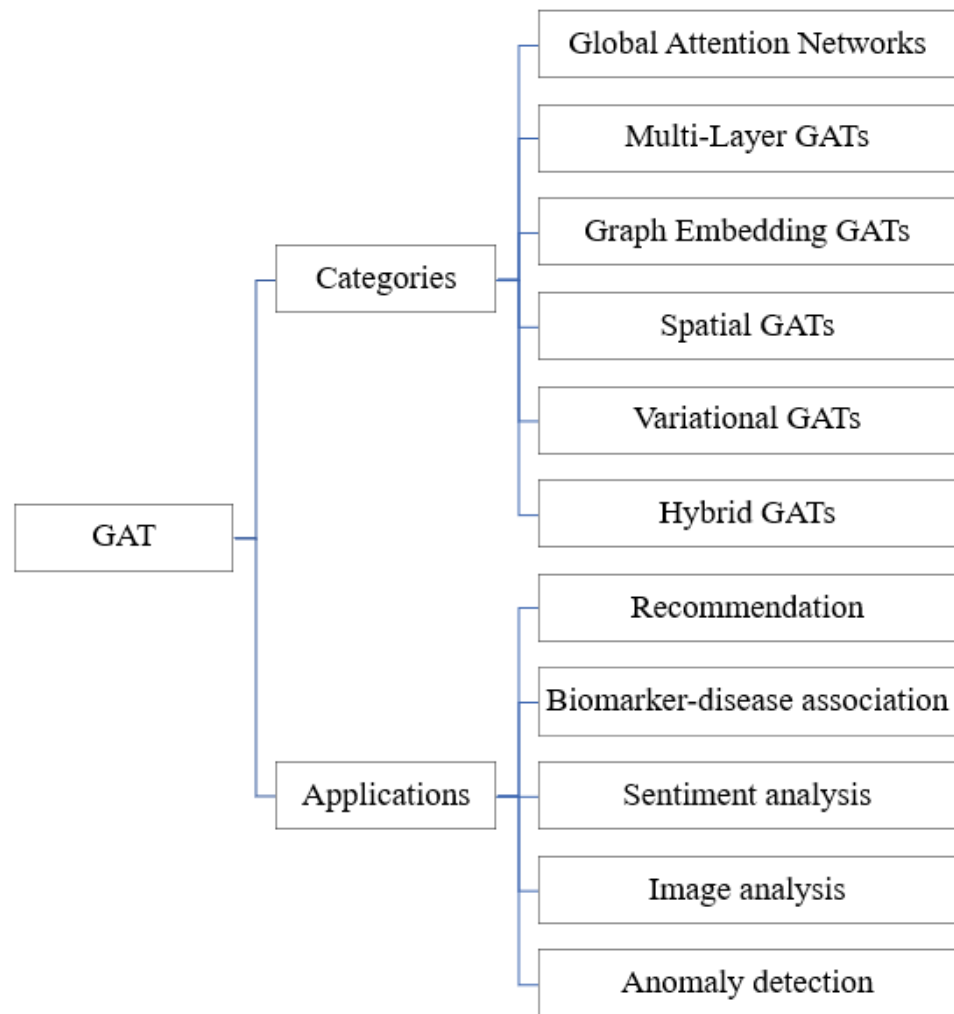 GAT
Categories
Global Attention Networks
Multi-Layer GATs
Graph Embedding GATs
Spatial GATs
Variational GATs
Hybrid GATs
Applications
Recommendation
Biomarker-disease association
Sentiment analysis
Image analysis
Anomaly detection